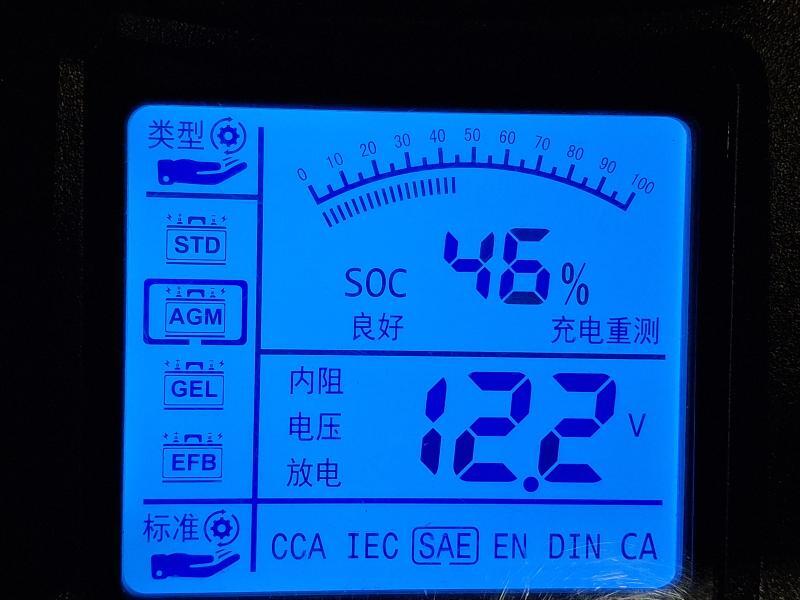 类型
STD
AGM
GEL
EFB
标准
0 10 20 30 40 50 60 70 80 90 100
SOC 46%
良好 充电重测
内阻
电压
放电
12.2 V
CCA IEC SAE EN DIN CA